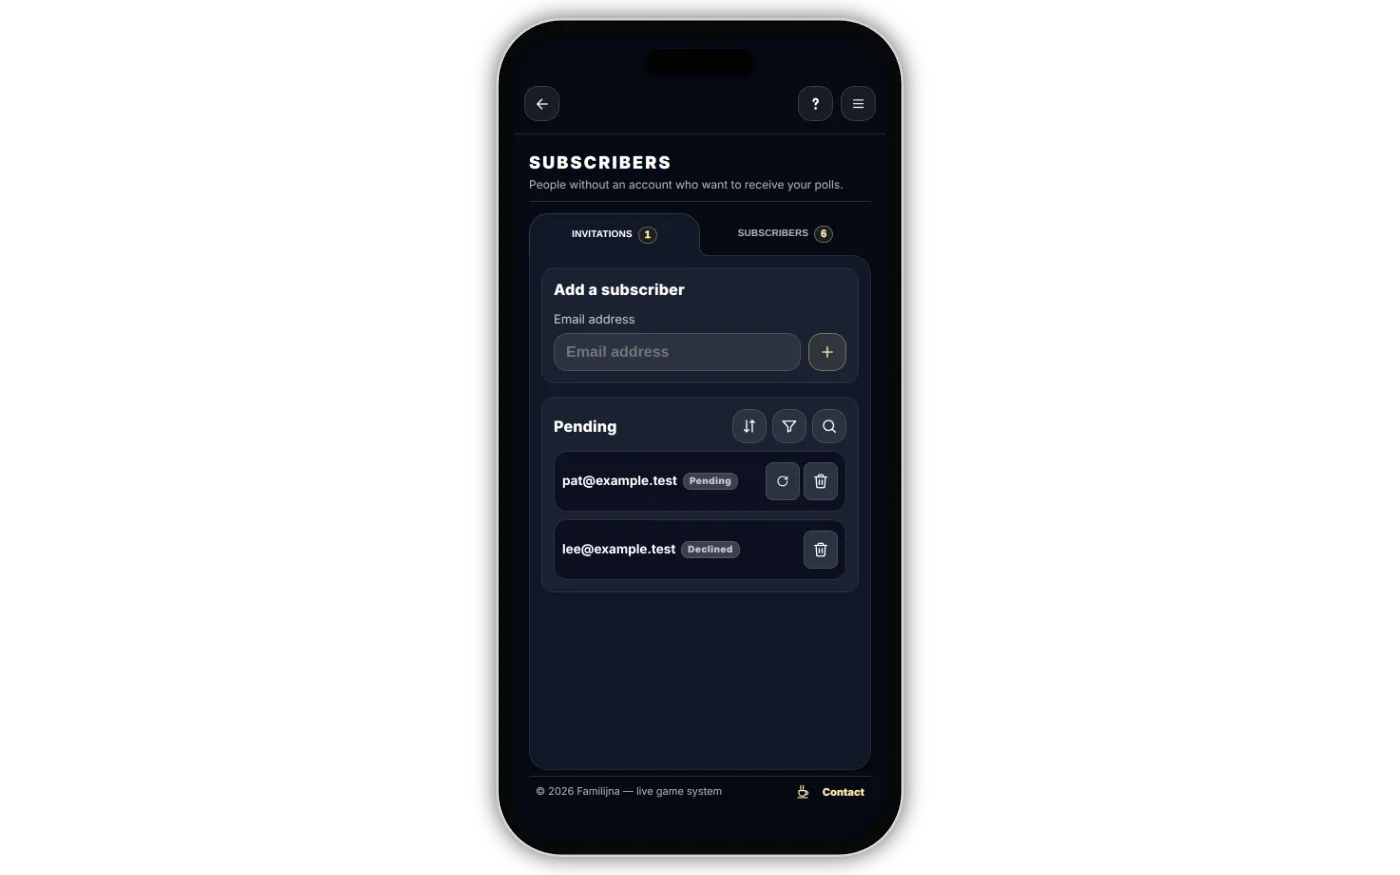 ?
SUBSCRIBERS
People without an account who want to receive your polls.
INVITATIONS 1
SUBSCRIBERS 6
Add a subscriber
Email address
Email address
+
Pending
pat@example.test Pending
lee@example.test Declined
© 2026 Familijna — live game system
Contact